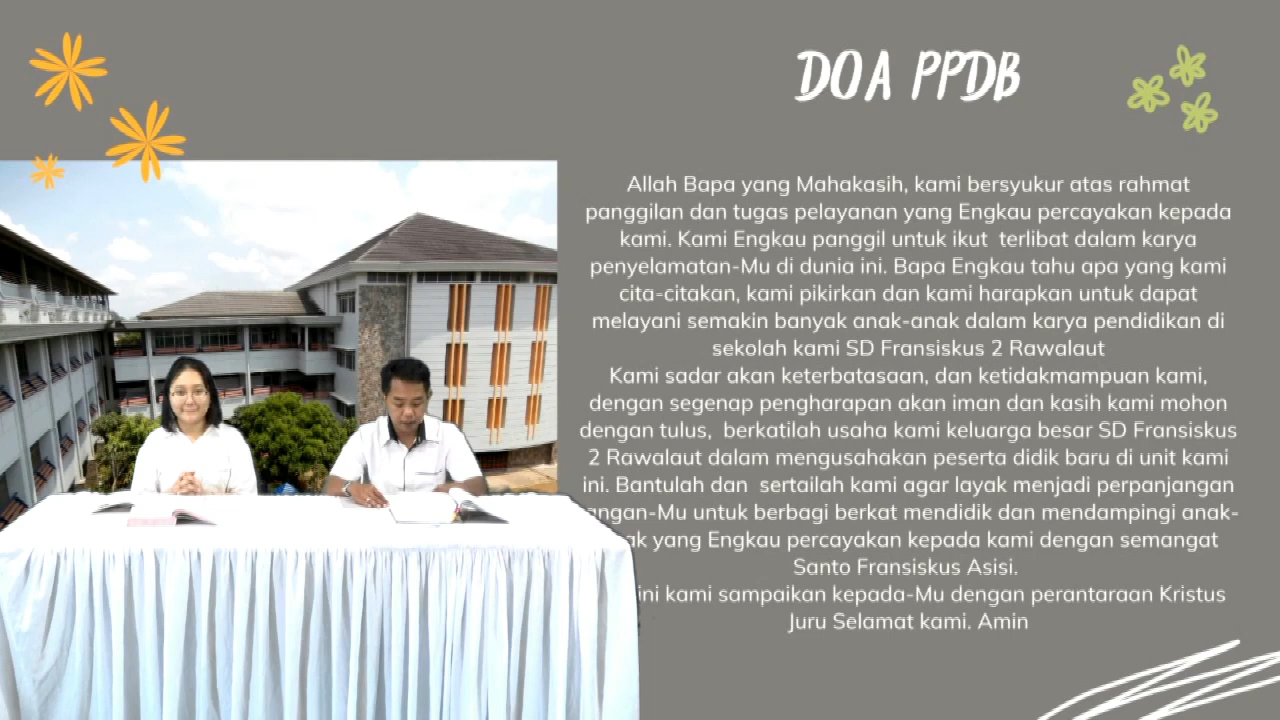 DOA PPDB
Allah Bapa yang Mahakasih, kami bersyukur atas rahmat
panggilan dan tugas pelayanan yang Engkau percayakan kepada
kami. Kami Engkau panggil untuk ikut terlibat dalam karya
penyelamatan-Mu di dunia ini. Bapa Engkau tahu apa yang kami
cita-citakan, kami pikirkan dan kami harapkan untuk dapat
melayani semakin banyak anak-anak dalam karya pendidikan di
sekolah kami SD Fransiskus 2 Rawalaut
Kami sadar akan keterbatasaan, dan ketidakmampuan kami,
dengan segenap pengharapan akan iman dan kasih kami mohon
dengan tulus, berkatilah usaha kami keluarga besar SD Fransiskus
2 Rawalaut dalam mengusahakan peserta didik baru di unit kami
ini. Bantulah dan sertailah kami agar layak menjadi perpanjangan
angan-Mu untuk berbagi berkat mendidik dan mendampingi anak-
ak yang Engkau percayakan kepada kami dengan semangat
Santo Fransiskus Asisi.
ini kami sampaikan kepada-Mu dengan perantaraan Kristus
Juru Selamat kami. Amin